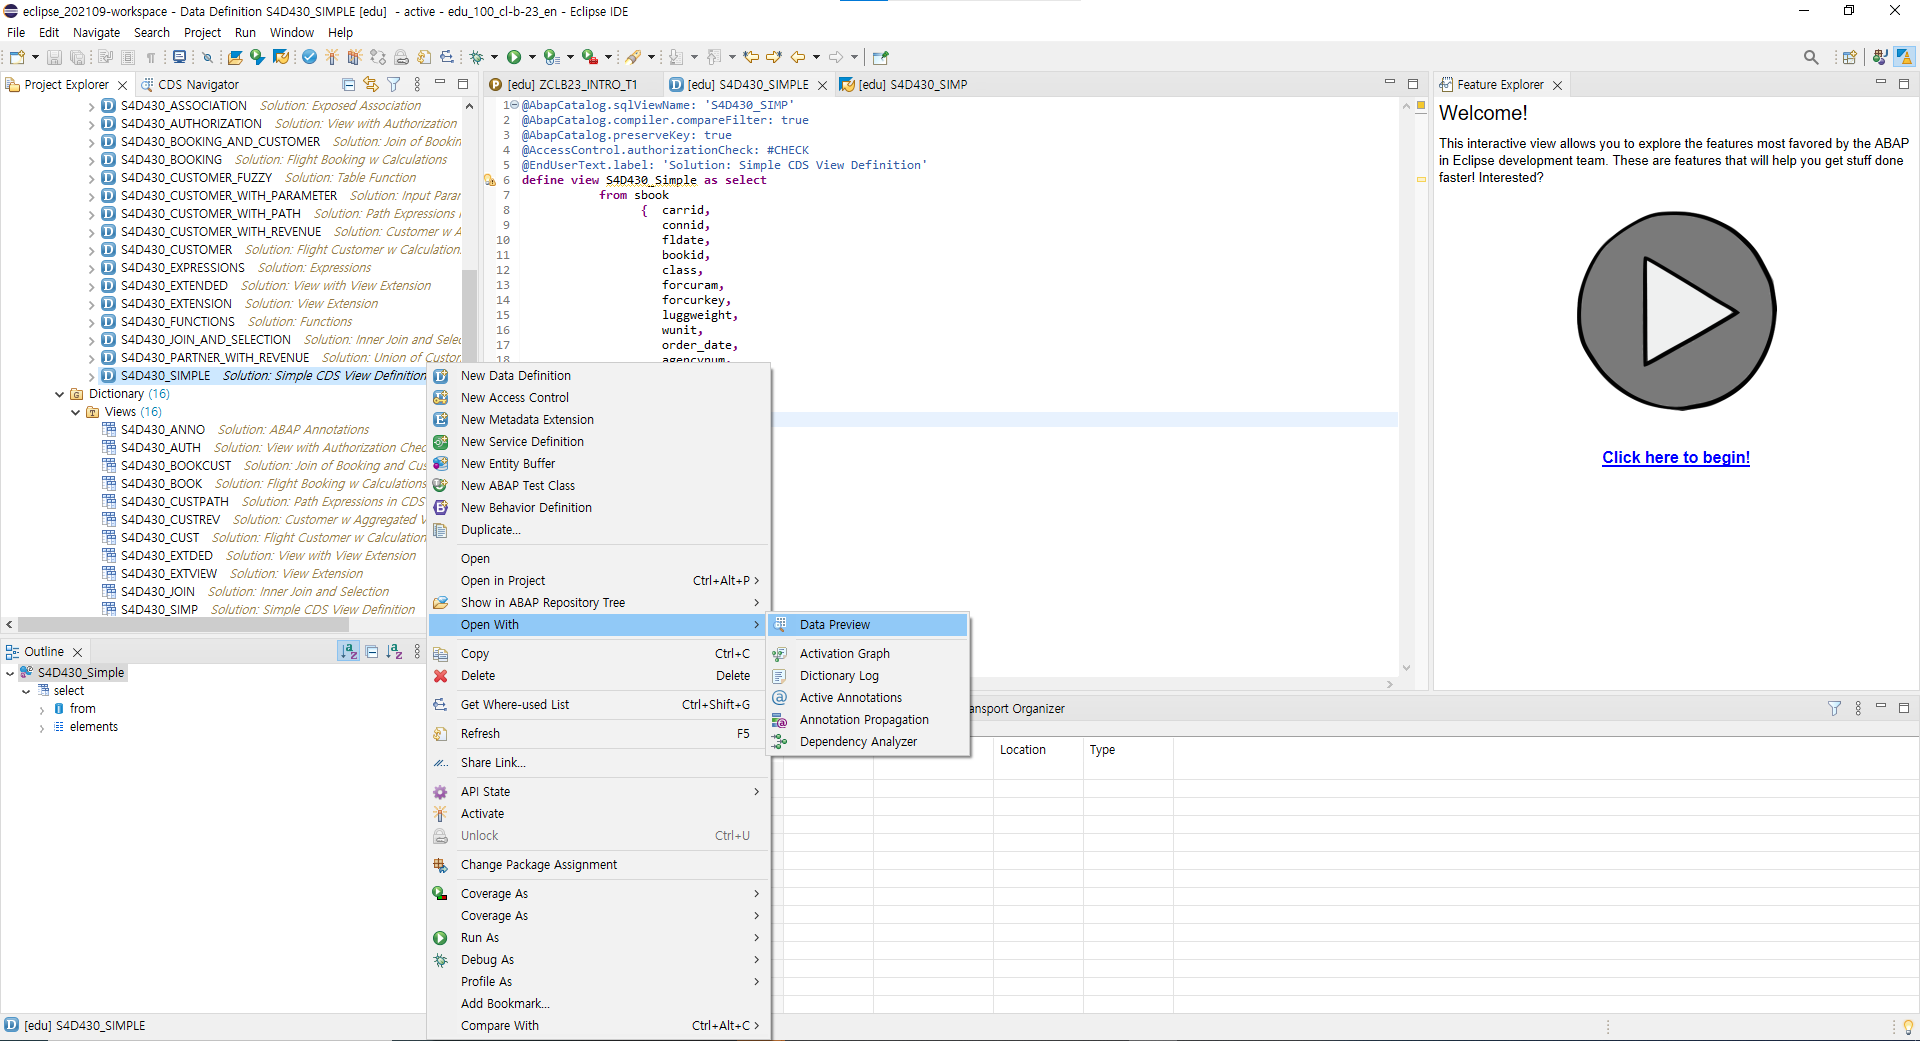 eclipse_202109-workspace - Data Definition S4D430_SIMPLE [edu]  - active - edu_100_cl-b-23_en - Eclipse IDE
File Edit Navigate Search Project Run Window Help
Project Explorer
CDS Navigator
S4D430_ASSOCIATION Solution: Exposed Association
S4D430_AUTHORIZATION Solution: View with Authorization
S4D430_BOOKING_AND_CUSTOMER Solution: Join of Bookin
S4D430_BOOKING Solution: Flight Booking w Calculations
S4D430_CUSTOMER_FUZZY Solution: Table Function
S4D430_CUSTOMER_WITH_PARAMETER Solution: Input Parar
S4D430_CUSTOMER_WITH_PATH Solution: Path Expressions i
S4D430_CUSTOMER_WITH_REVENUE Solution: Customer w A
S4D430_CUSTOMER Solution: Flight Customer w Calculation
S4D430_EXPRESSIONS Solution: Expressions
S4D430_EXTENDED Solution: View with View Extension
S4D430_EXTENSION Solution: View Extension
S4D430_FUNCTIONS Solution: Functions
S4D430_JOIN_AND_SELECTION Solution: Inner Join and Selec
S4D430_PARTNER_WITH_REVENUE Solution: Union of Custor
S4D430_SIMPLE Solution: Simple CDS View Definition
Dictionary (16)
Views (16)
S4D430_ANNO Solution: ABAP Annotations
S4D430_AUTH Solution: View with Authorization Chec
S4D430_BOOKCUST Solution: Join of Booking and Cus
S4D430_BOOK Solution: Flight Booking w Calculations
S4D430_CUSTPATH Solution: Path Expressions in CDS
S4D430_CUSTREV Solution: Customer w Aggregated V
S4D430_CUST Solution: Flight Customer w Calculation
S4D430_EXTDED Solution: View with View Extension
S4D430_EXTVIEW Solution: View Extension
S4D430_JOIN Solution: Inner Join and Selection
S4D430_SIMP Solution: Simple CDS View Definition
Outline
S4D430_Simple
select
from
elements
[edu] S4D430_SIMPLE
[edu] ZCLB23_INTRO_T1
[edu] S4D430_SIMPLE
[edu] S4D430_SIMP
1 @AbapCatalog.sqlViewName: 'S4D430_SIMP'
2 @AbapCatalog.compiler.compareFilter: true
3 @AbapCatalog.preserveKey: true
4 @AccessControl.authorizationCheck: #CHECK
5 @EndUserText.label: 'Solution: Simple CDS View Definition'
6 define view S4D430_Simple as select
7 from sbook
8 { carrid,
9 connid,
10 fldate,
11 bookid,
12 class,
13 forcuram,
14 forcurkey,
15 luggweight,
16 wunit,
17 order_date,
18 agencynum,
New Data Definition
New Access Control
New Metadata Extension
New Service Definition
New Entity Buffer
New ABAP Test Class
New Behavior Definition
Duplicate...
Open
Open in Project Ctrl+Alt+P
Show in ABAP Repository Tree
Open With
Copy Ctrl+C
Delete Delete
Get Where-used List Ctrl+Shift+G
Refresh F5
Share Link...
API State
Activate
Unlock Ctrl+U
Change Package Assignment
Coverage As
Coverage As
Run As
Debug As
Profile As
Add Bookmark...
Compare With Ctrl+Alt+C
Data Preview
Activation Graph
Dictionary Log
Active Annotations
Annotation Propagation
Dependency Analyzer
ansport Organizer
Location Type
Feature Explorer
Welcome!
This interactive view allows you to explore the features most favored by the ABAP
in Eclipse development team. These are features that will help you get stuff done
faster! Interested?
Click here to begin!